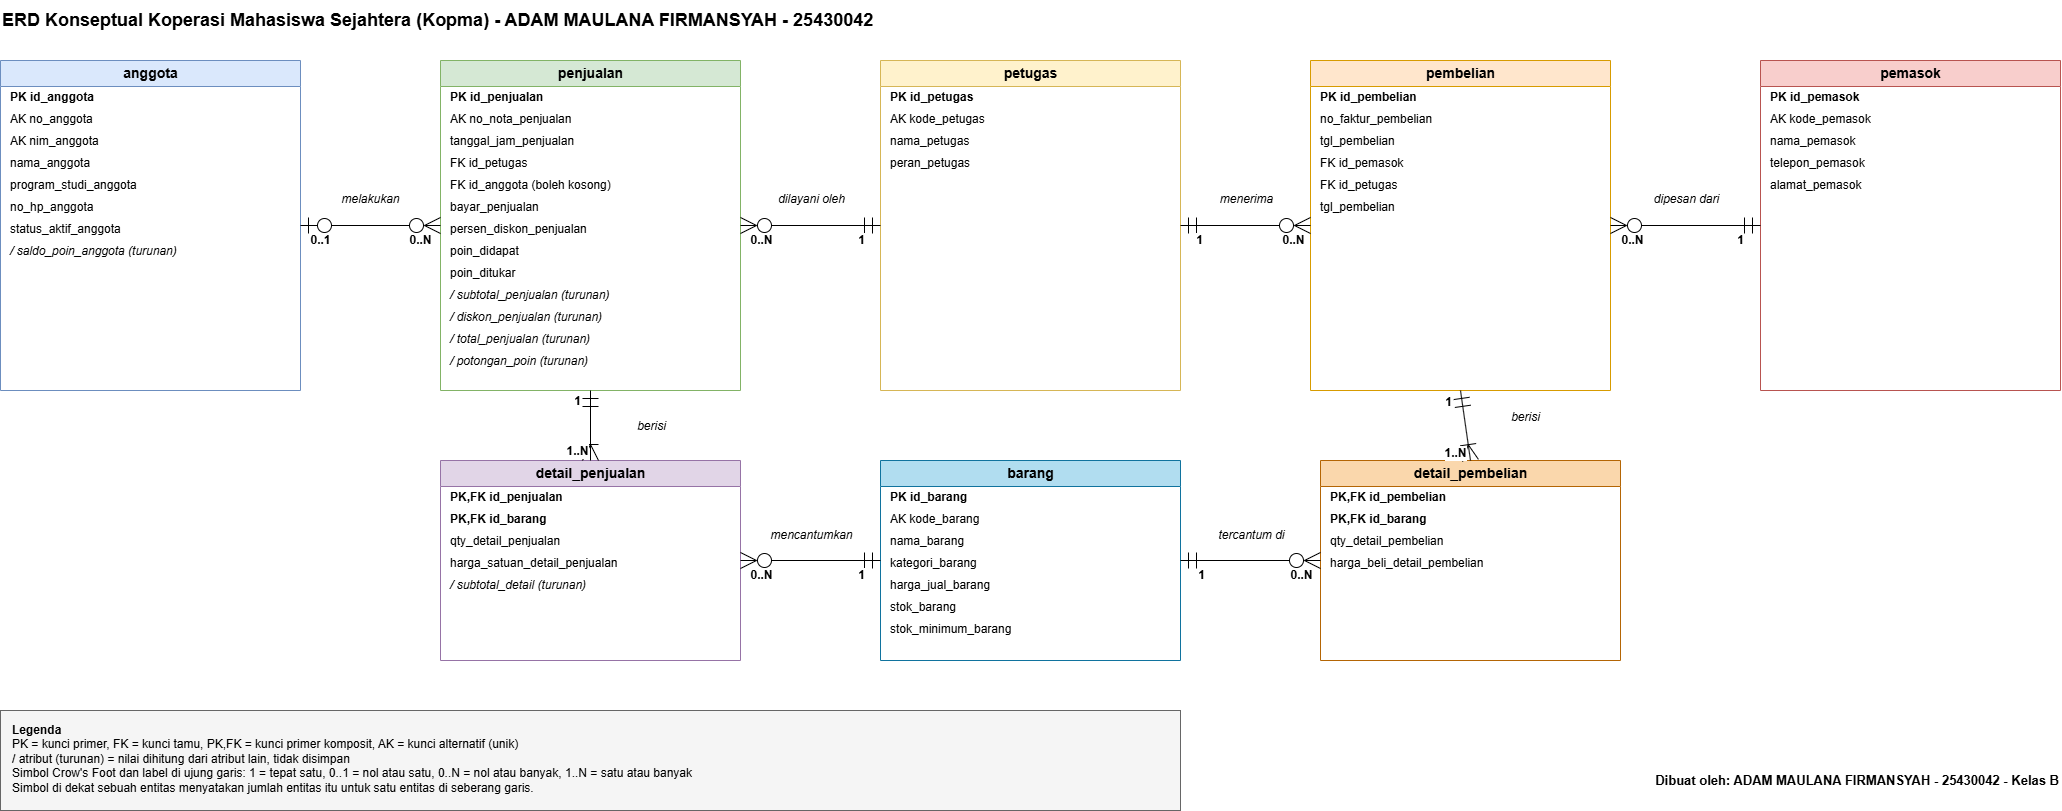 ERD Konseptual Koperasi Mahasiswa Sejahtera (Kopma) - ADAM MAULANA FIRMANSYAH - 25430042
anggota
PK id_anggota
AK no_anggota
AK nim_anggota
nama_anggota
program_studi_anggota
no_hp_anggota
status_aktif_anggota
/ saldo_poin_anggota (turunan)
melakukan
0..1
0..N
penjualan
PK id_penjualan
AK no_nota_penjualan
tanggal_jam_penjualan
FK id_petugas
FK id_anggota (boleh kosong)
bayar_penjualan
persen_diskon_penjualan
poin_didapat
poin_ditukar
/ subtotal_penjualan (turunan)
/ diskon_penjualan (turunan)
/ total_penjualan (turunan)
/ potongan_poin (turunan)
dilayani oleh
0..N
1
petugas
PK id_petugas
AK kode_petugas
nama_petugas
peran_petugas
menerima
1
0..N
pembelian
PK id_pembelian
no_faktur_pembelian
tgl_pembelian
FK id_pemasok
FK id_petugas
tgl_pembelian
dipesan dari
0..N
1
pemasok
PK id_pemasok
AK kode_pemasok
nama_pemasok
telepon_pemasok
alamat_pemasok
1
berisi
1..N
1
berisi
1..N
detail_penjualan
PK,FK id_penjualan
PK,FK id_barang
qty_detail_penjualan
harga_satuan_detail_penjualan
/ subtotal_detail (turunan)
mencantumkan
0..N
1
barang
PK id_barang
AK kode_barang
nama_barang
kategori_barang
harga_jual_barang
stok_barang
stok_minimum_barang
tercantum di
1
0..N
detail_pembelian
PK,FK id_pembelian
PK,FK id_barang
qty_detail_pembelian
harga_beli_detail_pembelian
Legenda
PK = kunci primer, FK = kunci tamu, PK,FK = kunci primer komposit, AK = kunci alternatif (unik)
/ atribut (turunan) = nilai dihitung dari atribut lain, tidak disimpan
Simbol Crow's Foot dan label di ujung garis: 1 = tepat satu, 0..1 = nol atau satu, 0..N = nol atau banyak, 1..N = satu atau banyak
Simbol di dekat sebuah entitas menyatakan jumlah entitas itu untuk satu entitas di seberang garis.
Dibuat oleh: ADAM MAULANA FIRMANSYAH - 25430042 - Kelas B